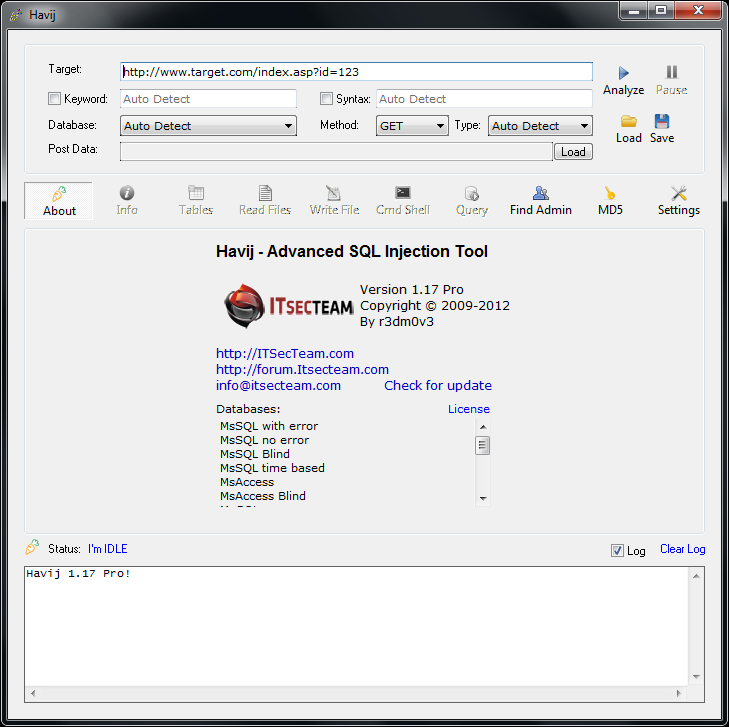 Havij
Target: http://www.target.com/index.asp?id=123
Analyze Pause
Keyword: Auto Detect Syntax: Auto Detect
Database: Auto Detect Method: GET Type: Auto Detect
Load Save
Post Data: Load
About Info Tables Read Files Write File Cmd Shell Query Find Admin MD5 Settings
Havij - Advanced SQL Injection Tool
ITSECTEAM
Version 1.17 Pro
Copyright © 2009-2012
By r3dm0v3
http://ITSecTeam.com
http://forum.Itsecteam.com
info@itsecteam.com Check for update
Databases: License
MsSQL with error
MsSQL no error
MsSQL Blind
MsSQL time based
MsAccess
MsAccess Blind
Status: I'm IDLE Log Clear Log
Havij 1.17 Pro!